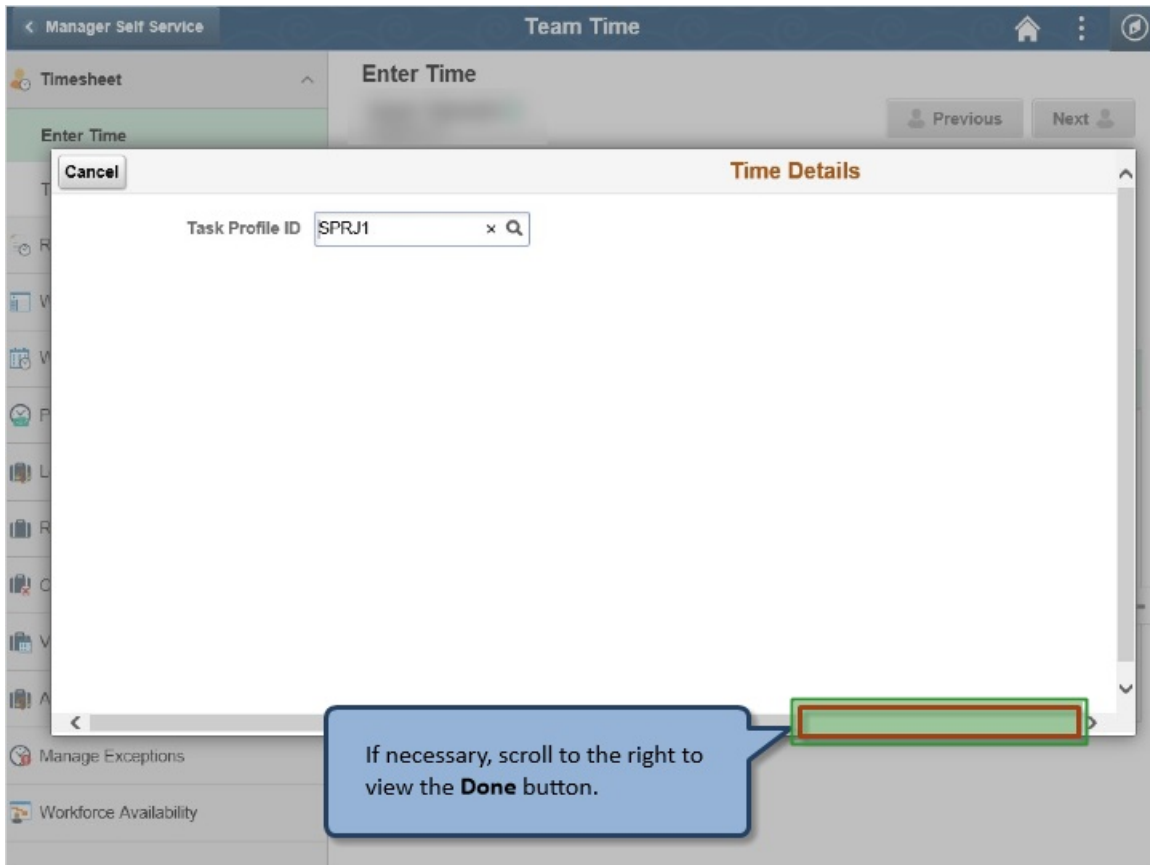 Manager Self Service
Team Time
Timesheet
Enter Time
Enter Time
Previous
Next
Cancel
Time Details
T
Task Profile ID
SPRJ1
R
W
W
P
L
R
C
V
A
If necessary, scroll to the right to
view the Done button.
Manage Exceptions
Workforce Availability